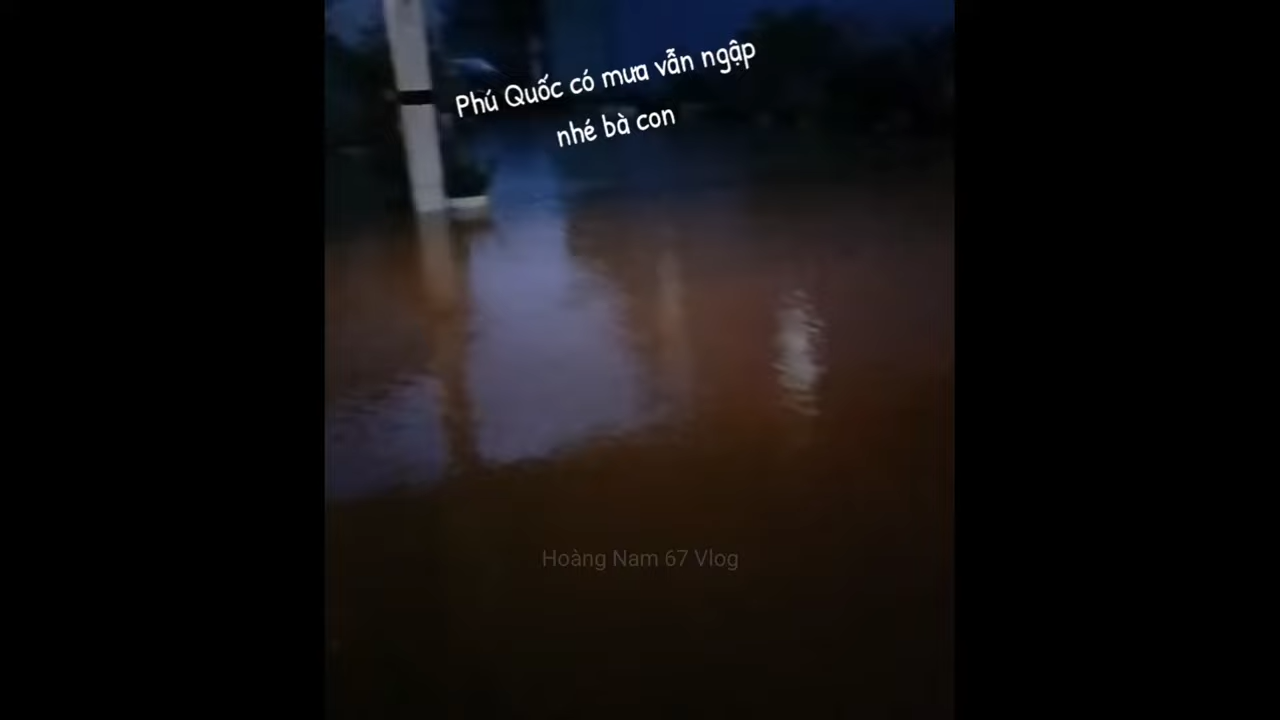 Phú Quốc có mưa vẫn ngập
nhé bà con
Hoàng Nam 67 Vlog